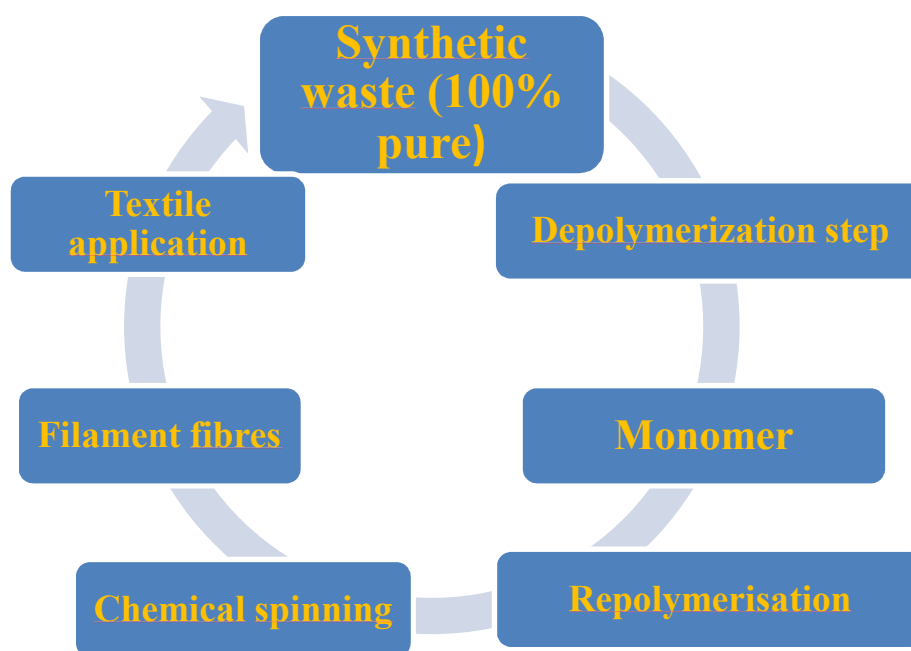 Synthetic
waste (100%
pure)
Depolymerization step
Monomer
Repolymerisation
Chemical spinning
Filament fibres
Textile
application